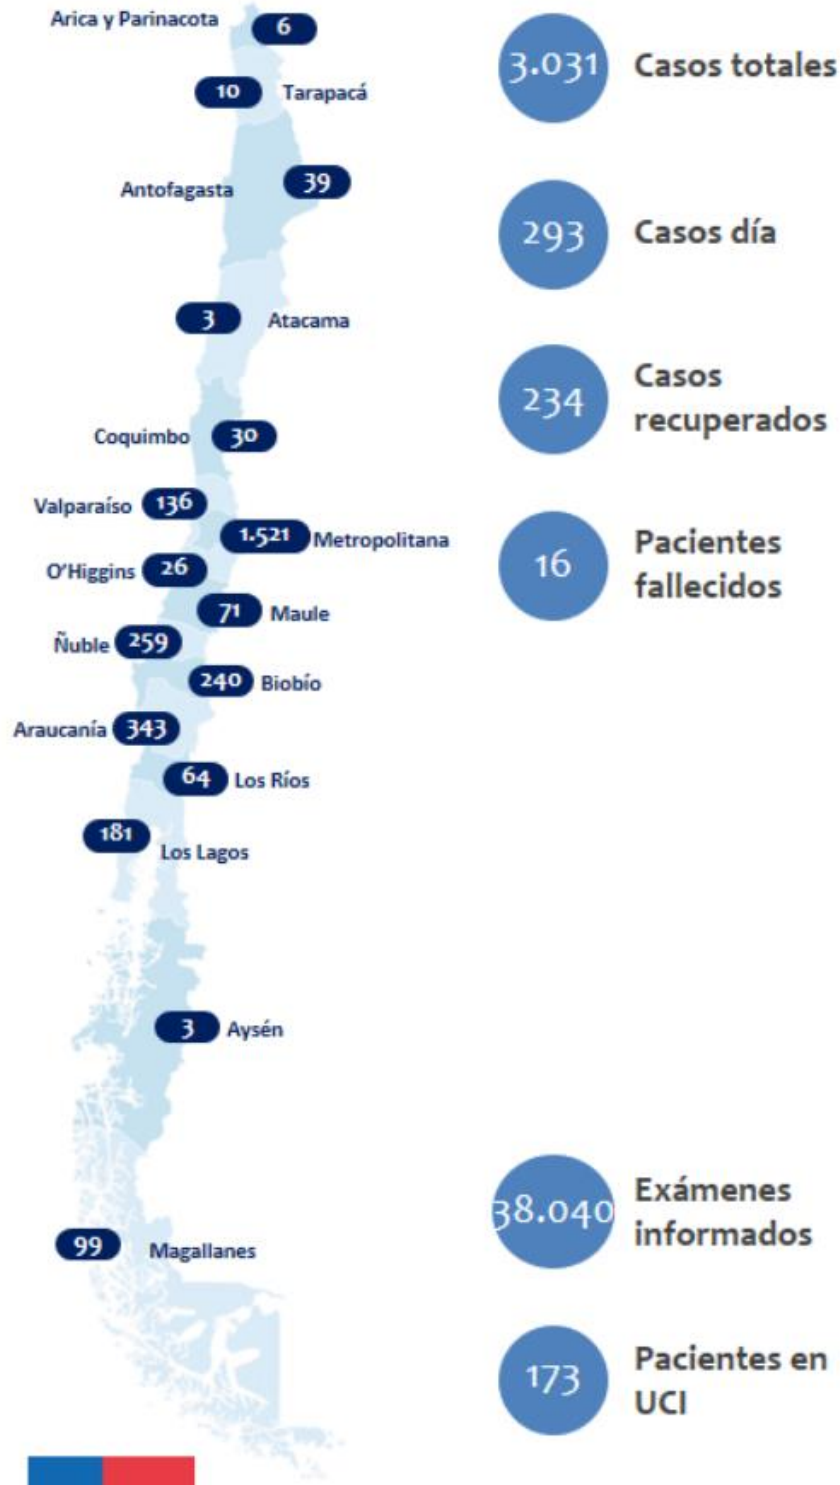 Arica y Parinacota
6
10
Tarapacá
Antofagasta
39
3
Atacama
Coquimbo
30
Valparaíso
136
1.521
Metropolitana
O'Higgins
26
71
Maule
Ñuble
259
240
Biobío
Araucanía
343
64
Los Ríos
181
Los Lagos
3
Aysén
99
Magallanes
3.031
Casos totales
293
Casos día
234
Casos
recuperados
16
Pacientes
fallecidos
38.040
Exámenes
informados
173
Pacientes en
UCI